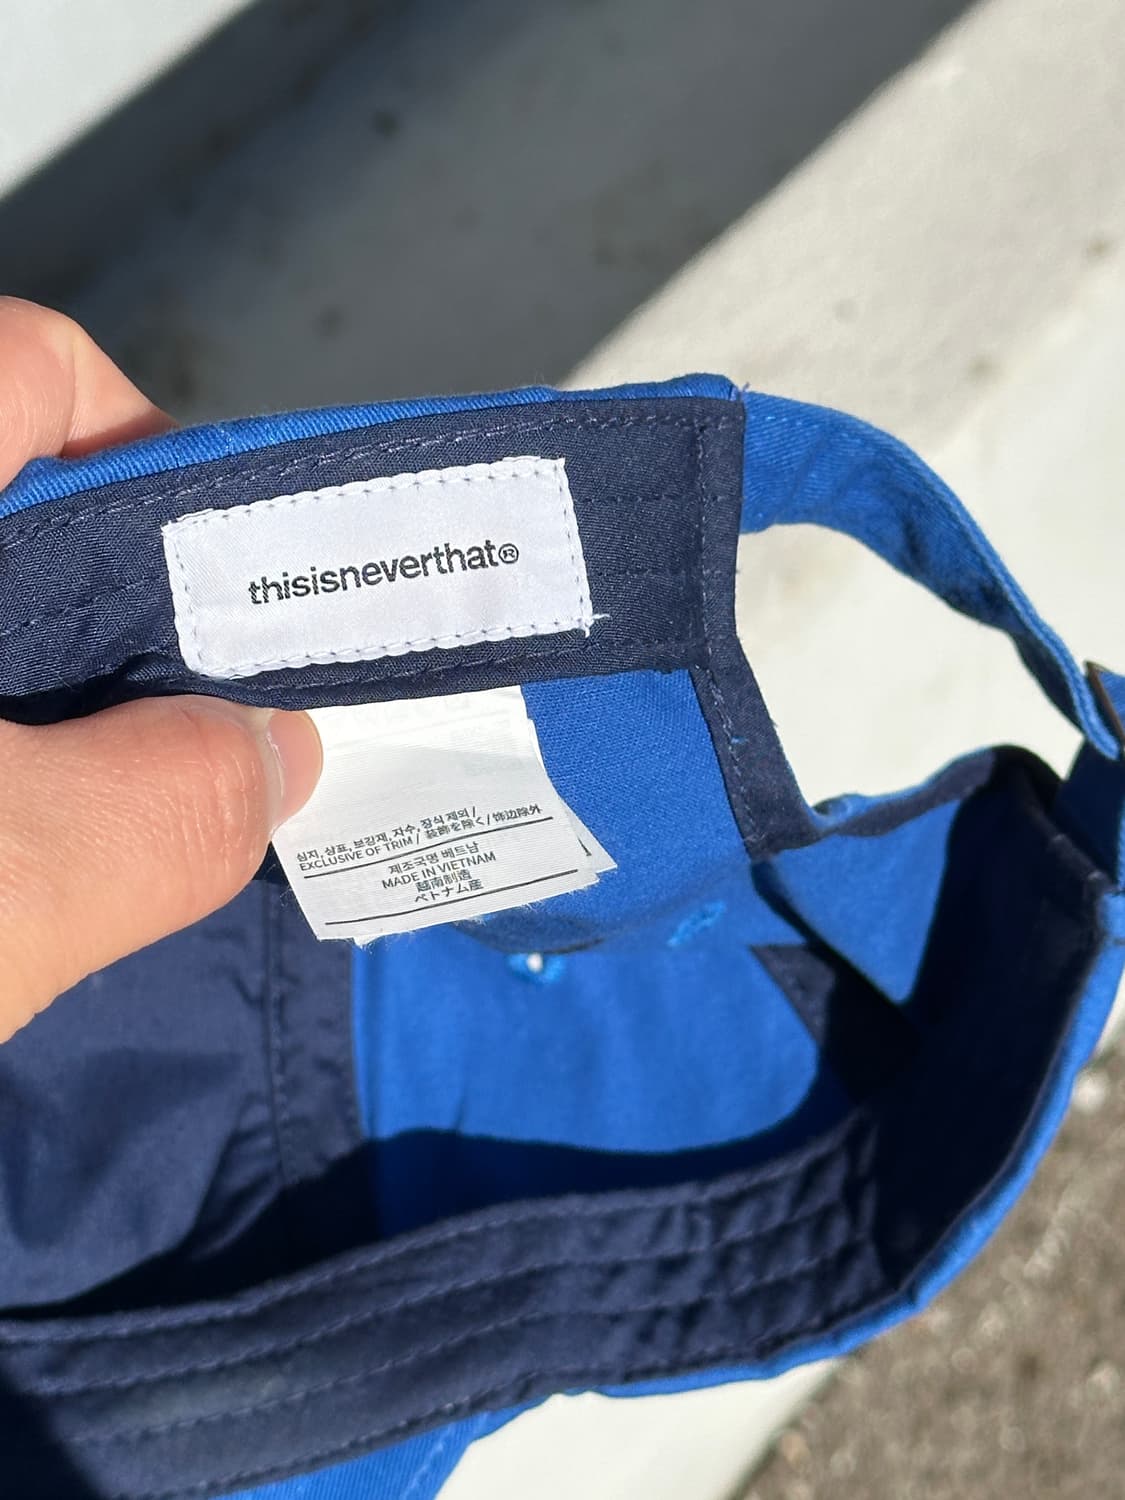 thisisneverthat®
심지, 상표, 보강재, 자수, 장식 제외 /
EXCLUSIVE OF TRIM / 装飾を除く/ 饰边除外
제조국명 베트남
MADE IN VIETNAM
越南制造
ベトナム産